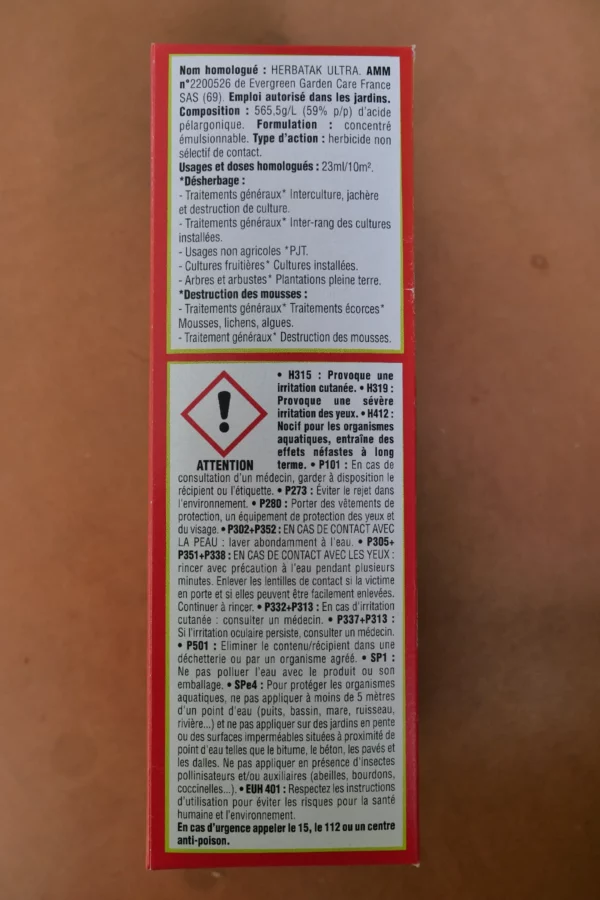 Nom homologué : HERBATAK ULTRA. AMM
n°2200526 de Evergreen Garden Care France
SAS (69). Emploi autorisé dans les jardins.
Composition : 565,5g/L (59% p/p) d'acide
pélargonique. Formulation : concentré
émulsionnable. Type d'action : herbicide non
sélectif de contact.
Usages et doses homologués : 23ml/10m².
*Désherbage :
- Traitements généraux* Interculture, jachère
et destruction de culture.
- Traitements généraux* Inter-rang des cultures
installées.
- Usages non agricoles *PJT.
- Cultures fruitières* Cultures installées.
- Arbres et arbustes* Plantations pleine terre.
*Destruction des mousses :
- Traitements généraux* Traitements écorces*
Mousses, lichens, algues.
- Traitement généraux* Destruction des mousses.
• H315 : Provoque une
irritation cutanée. • H319 :
Provoque une sévère
irritation des yeux. • H412 :
Nocif pour les organismes
aquatiques, entraîne des
effets néfastes à long
ATTENTION terme. • P101 : En cas de
consultation d'un médecin, garder à disposition le
récipient ou l'étiquette. • P273 : Éviter le rejet dans
l'environnement. • P280 : Porter des vêtements de
protection, un équipement de protection des yeux et
du visage. • P302+P352 : EN CAS DE CONTACT AVEC
LA PEAU : laver abondamment à l'eau. • P305+
P351+P338 : EN CAS DE CONTACT AVEC LES YEUX :
rincer avec précaution à l'eau pendant plusieurs
minutes. Enlever les lentilles de contact si la victime
en porte et si elles peuvent être facilement enlevées.
Continuer à rincer. • P332+P313 : En cas d'irritation
cutanée : consulter un médecin. • P337+P313 :
Si l'irritation oculaire persiste, consulter un médecin.
• P501 : Eliminer le contenu/récipient dans une
déchetterie ou par un organisme agréé. • SP1 :
Ne pas polluer l'eau avec le produit ou son
emballage. • SPe4 : Pour protéger les organismes
aquatiques, ne pas appliquer à moins de 5 mètres
d'un point d'eau (puits, bassin, mare, ruisseau,
rivière...) et ne pas appliquer sur des jardins en pente
ou des surfaces imperméables situées à proximité de
point d'eau telles que le bitume, le béton, les pavés et
les dalles. Ne pas appliquer en présence d'insectes
pollinisateurs et/ou auxiliaires (abeilles, bourdons,
coccinelles...). • EUH 401 : Respectez les instructions
d'utilisation pour éviter les risques pour la santé
humaine et l'environnement.
En cas d'urgence appeler le 15, le 112 ou un centre
anti-poison.